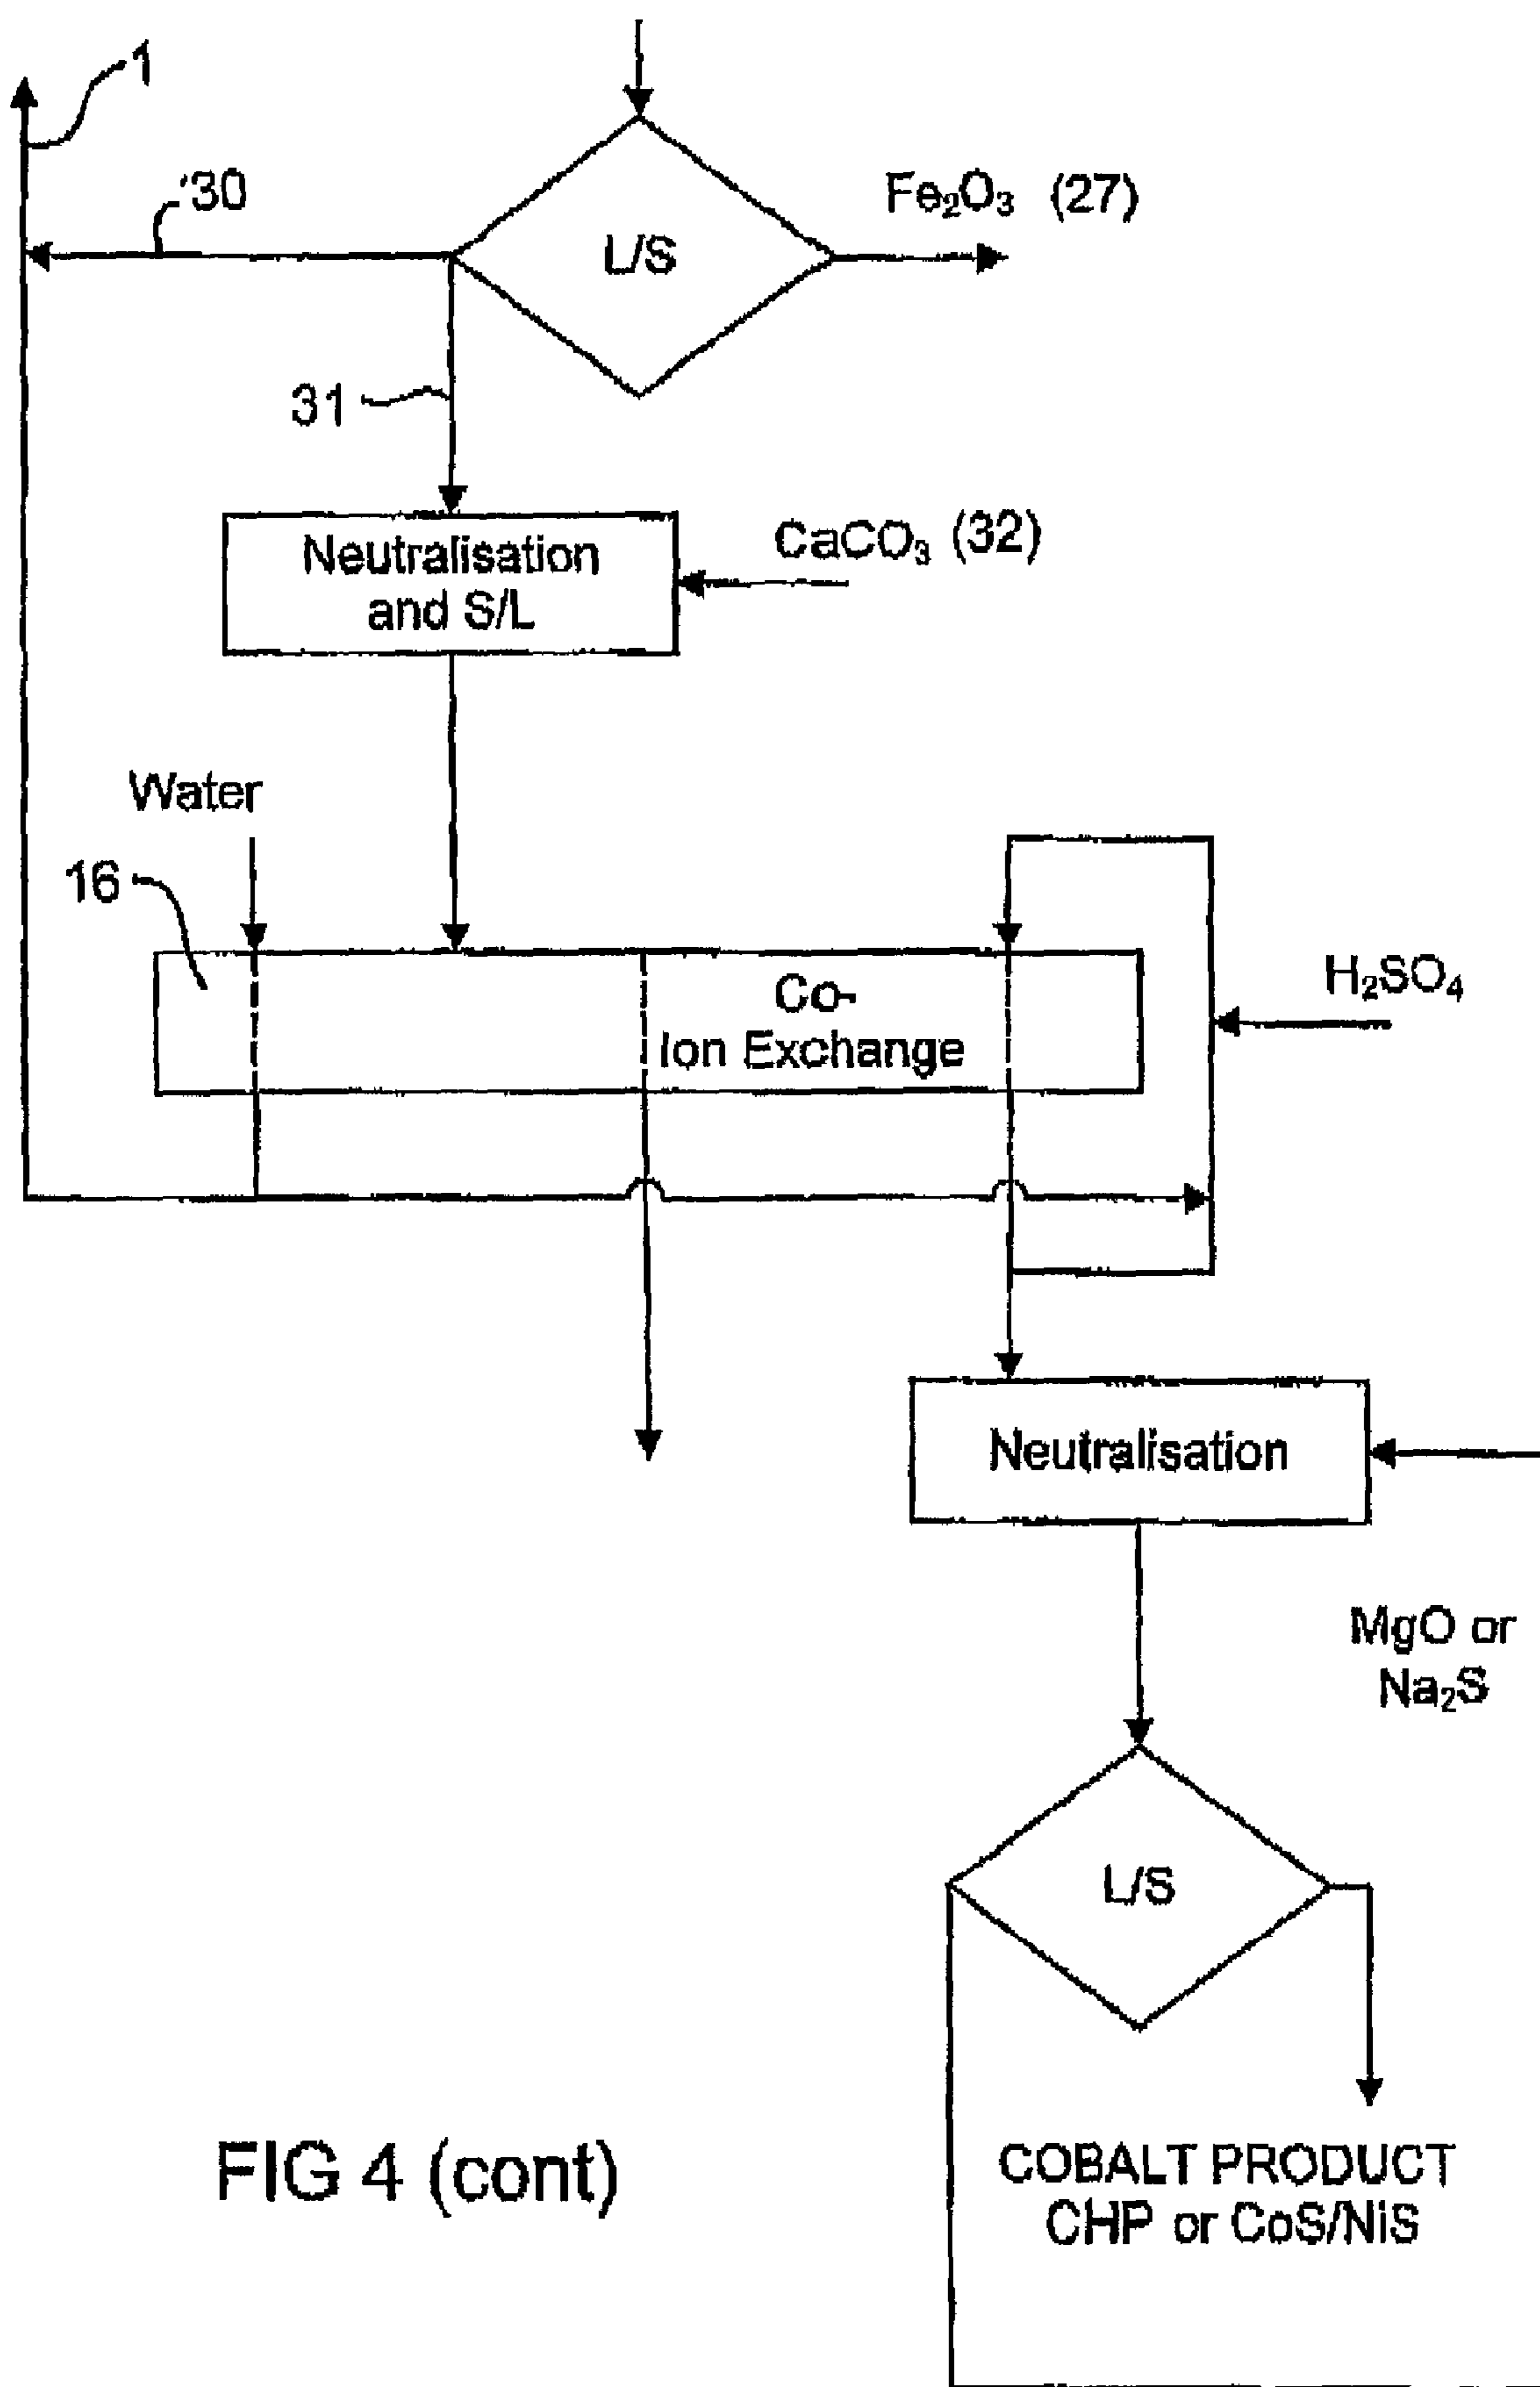 1
30
L/S
Fe₂O₃ (27)
31
Neutralisation
and S/L
CaCO₃ (32)
Water
16
Co-
Ion Exchange
H₂SO₄
Neutralisation
MgO or
Na₂S
L/S
COBALT PRODUCT
CHP or CoS/NiS
FIG 4 (cont)